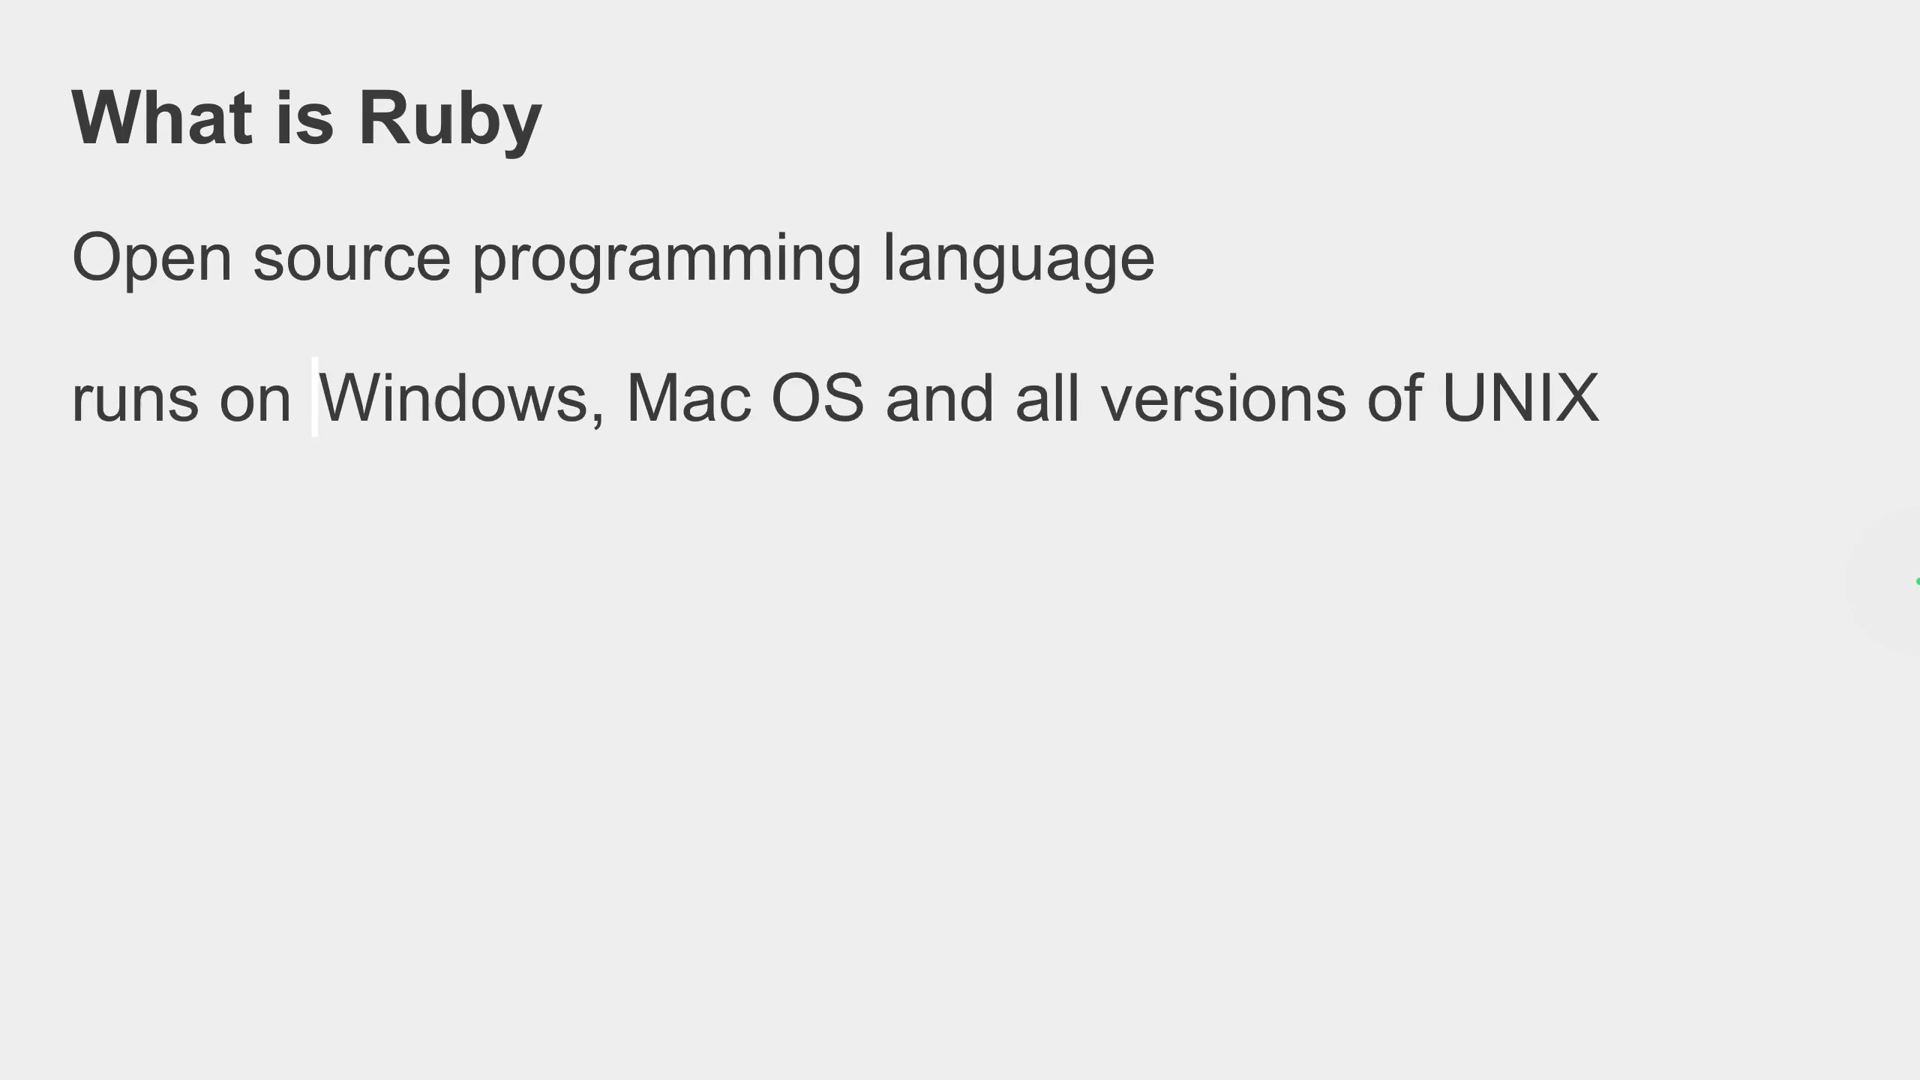 What is Ruby
Open source programming language
runs on Windows, Mac OS and all versions of UNIX